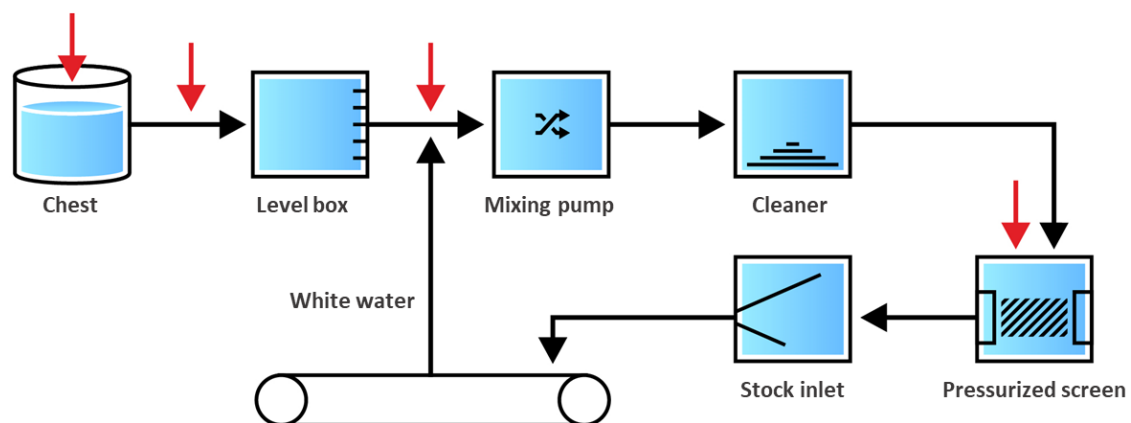 Chest
Level box
Mixing pump
Cleaner
White water
Stock inlet
Pressurized screen